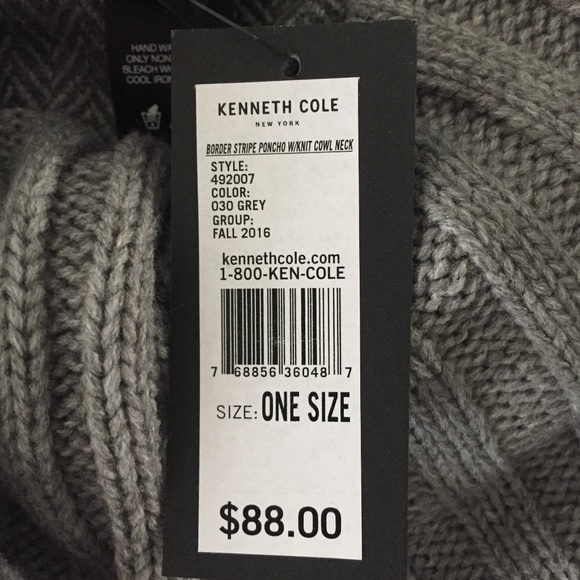 HAND WA
ONLY NON
BLEACH W
COOL IRON
KENNETH COLE
NEW YORK
BORDER STRIPE PONCHO W/KNIT COWL NECK
STYLE:
492007
COLOR:
030 GREY
GROUP:
FALL 2016
kennethcole.com
1-800-KEN-COLE
7 68856 36048 7
SIZE: ONE SIZE
$88.00